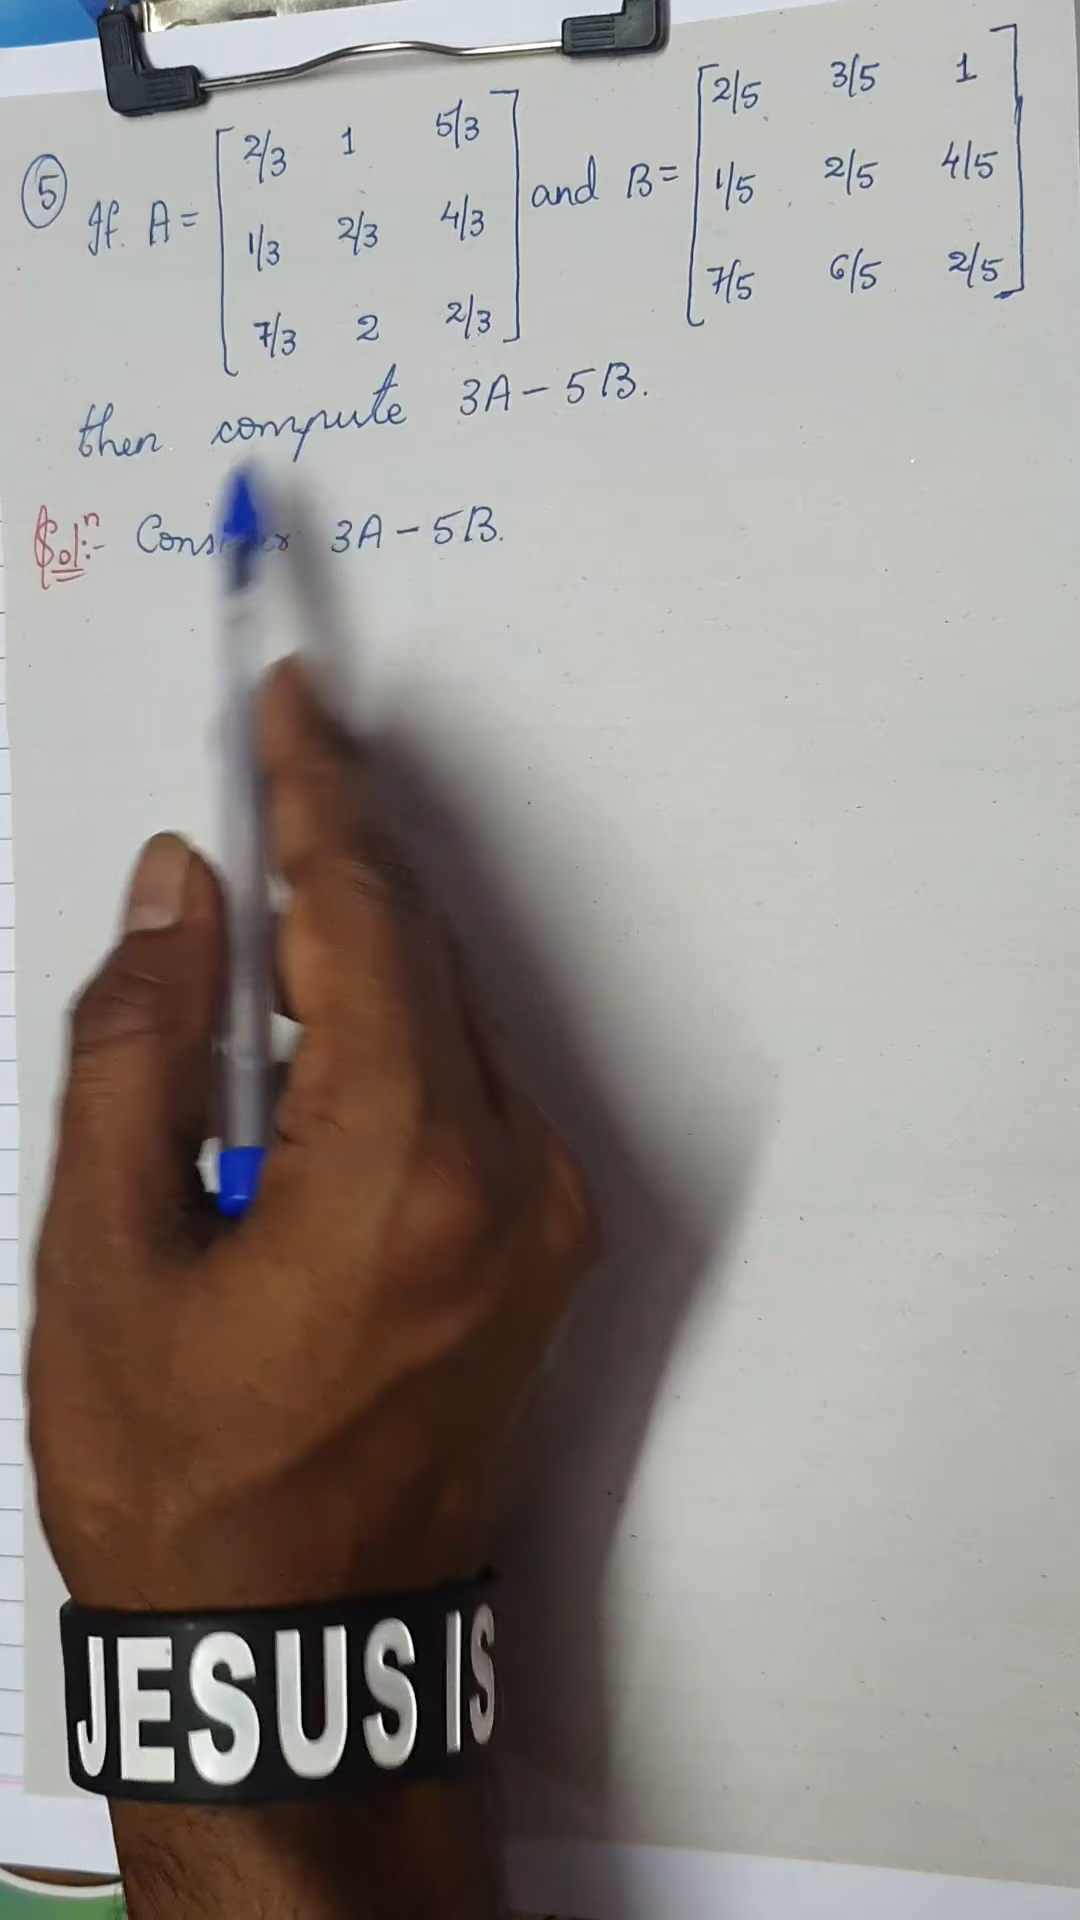 5 If A = [ 2/3 1 5/3 and B = [ 2/5 3/5 1
1/3 2/3 4/3 1/5 2/5 4/5
7/3 2 2/3 ] 7/5 6/5 2/5 ]
then compute 3A - 5B.
Solⁿ:- 3A - 5B.
JESUS IS